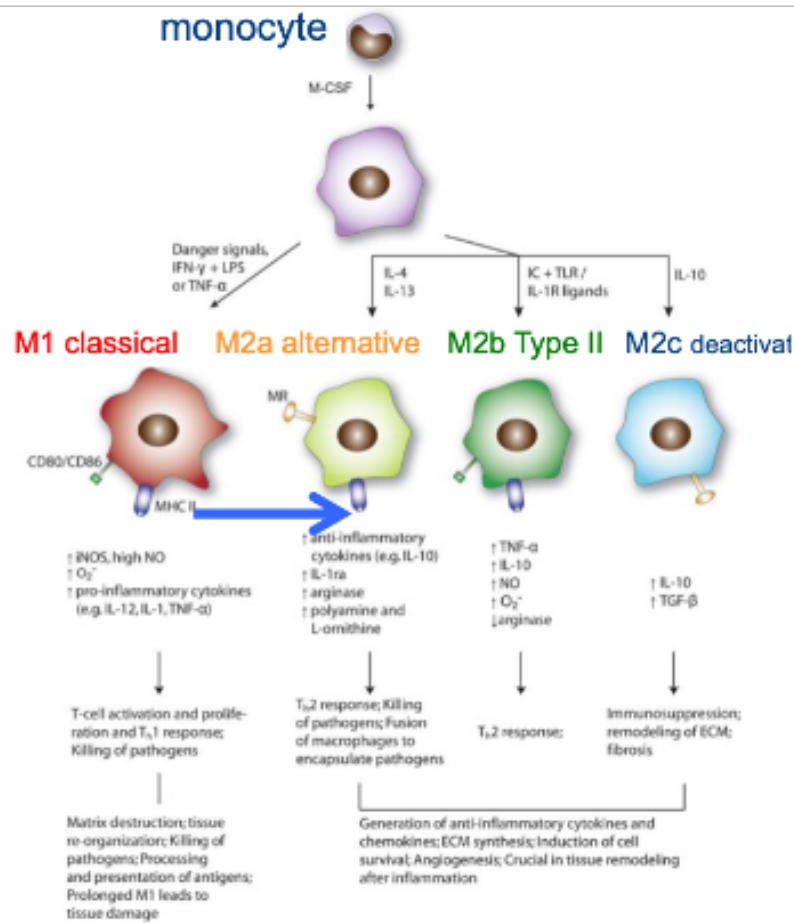 monocyte
M-CSF
Danger signals,
IFN-γ + LPS
or TNF-α
IL-4
IL-13
IC + TLR /
IL-1R ligands
IL-10
M1 classical
M2a alternative
M2b Type II
M2c deactivat
MR
CD80/CD86
MHC II
↑ iNOS, high NO
↑ O₂⁻
↑ pro-inflammatory cytokines
(e.g. IL-12, IL-1, TNF-α)
↑ anti-inflammatory
cytokines (e.g. IL-10)
↑ IL-1ra
↑ arginase
↑ polyamine and
L-ornithine
↑ TNF-α
↑ IL-10
↑ NO
↑ O₂⁻
↓ arginase
↑ IL-10
↑ TGF-β
T-cell activation and prolife-
ration and Tₕ1 response;
Killing of pathogens
Tₕ2 response; Killing
of pathogens; Fusion
of macrophages to
encapsulate pathogens
Tₕ2 response;
Immunosuppression;
remodeling of ECM;
fibrosis
Matrix destruction; tissue
re-organization; Killing of
pathogens; Processing
and presentation of antigens;
Prolonged M1 leads to
tissue damage
Generation of anti-inflammatory cytokines and
chemokines; ECM synthesis; Induction of cell
survival; Angiogenesis; Crucial in tissue remodeling
after inflammation